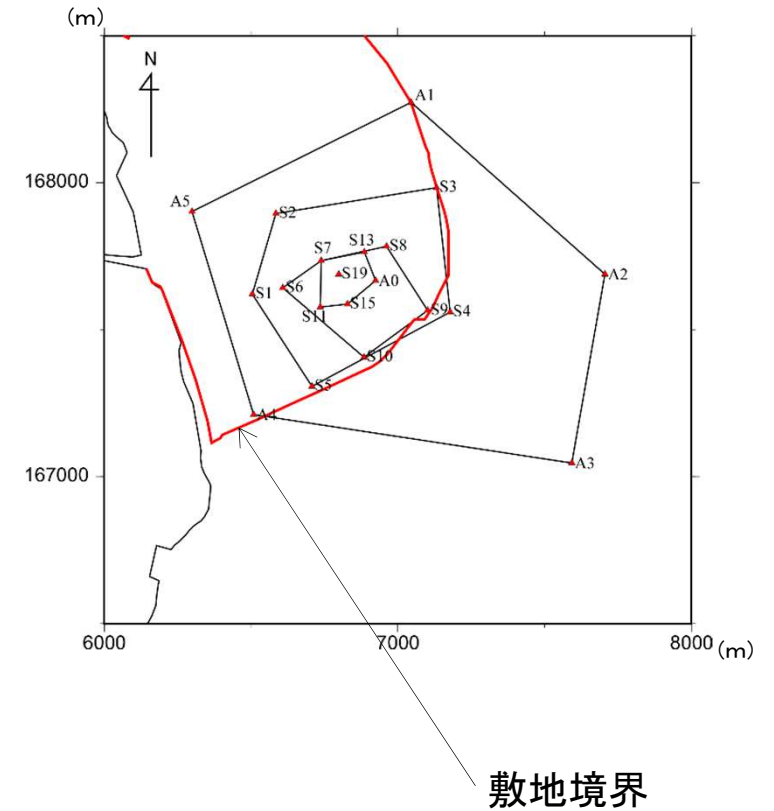 (m)
N
A1
168000
S3
A5
S2
S13
S7
S8
S19
A0
A2
S6
S1
S15
S11
S9
S4
S10
S5
A4
A3
167000
6000
7000
8000
(m)
敷地境界